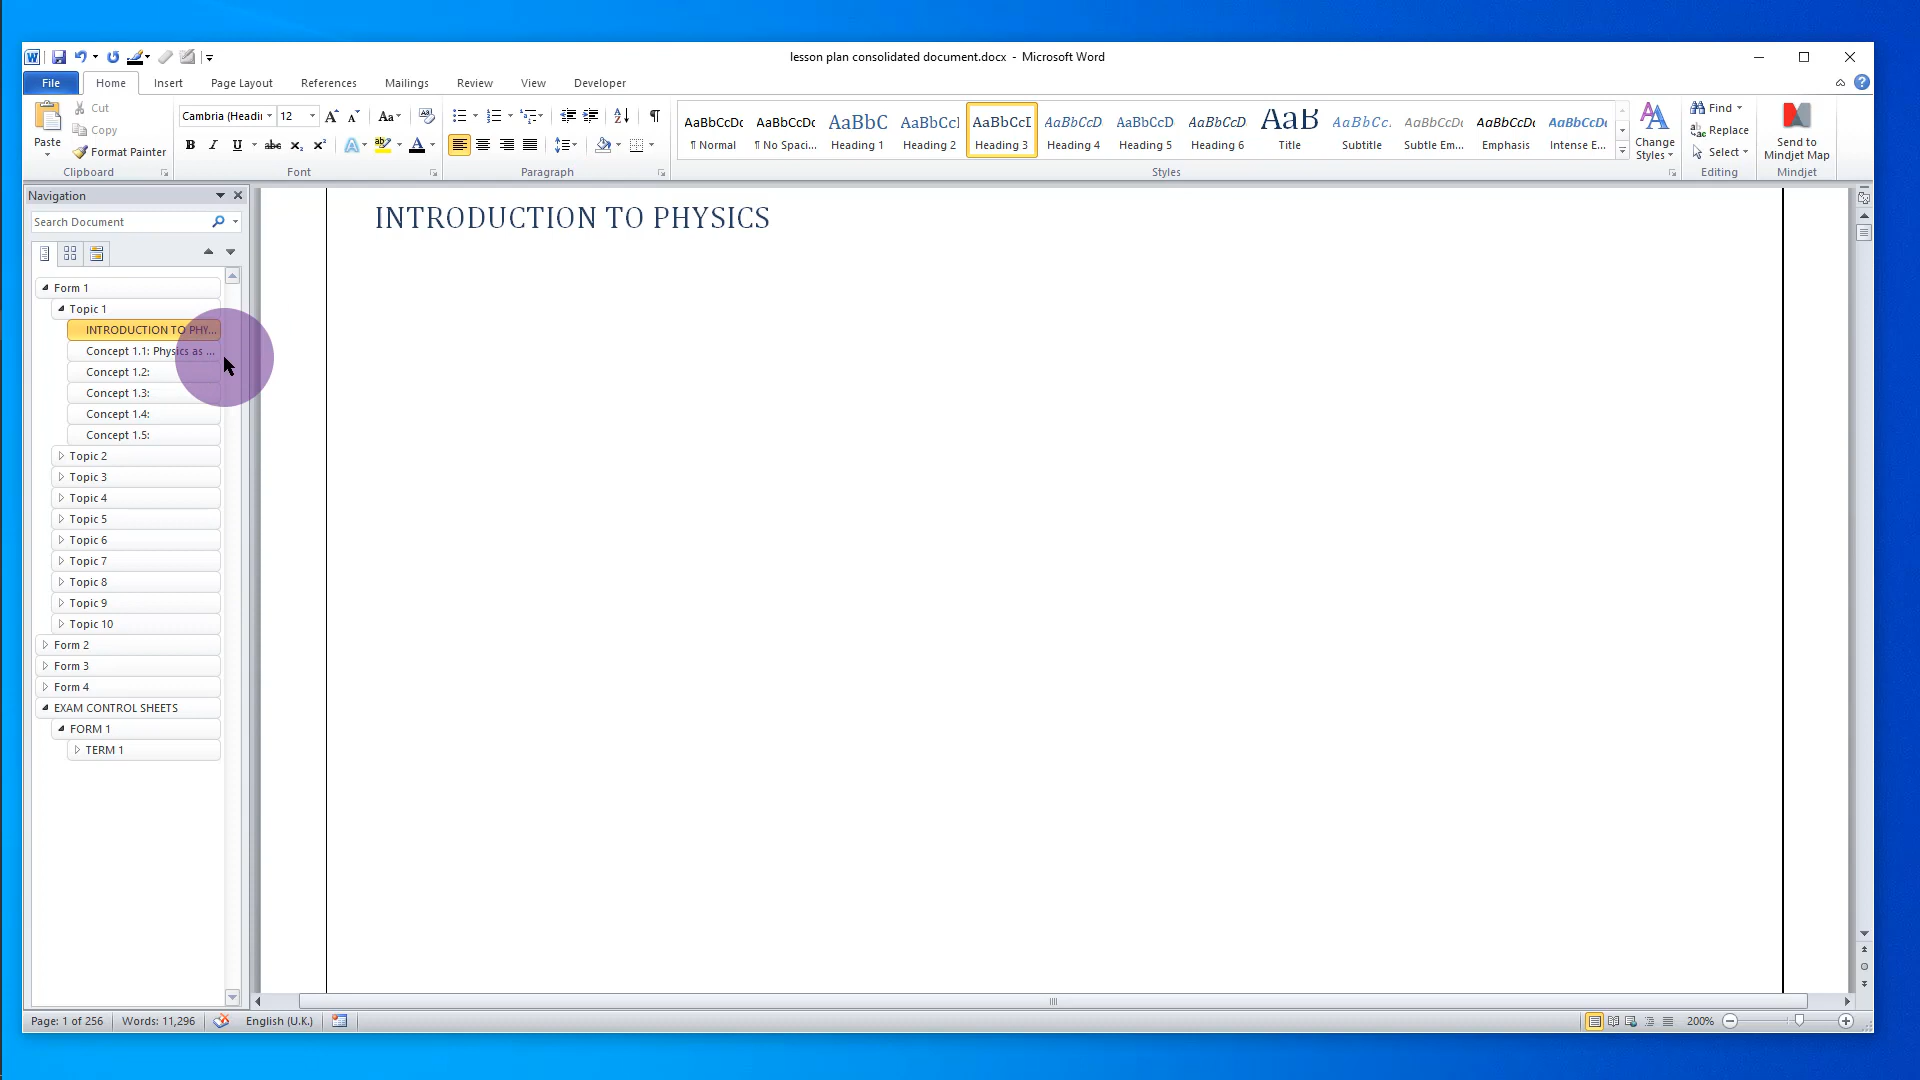 lesson plan consolidated document.docx - Microsoft Word
File Home Insert Page Layout References Mailings Review View Developer
Paste
Cut
Copy
Format Painter
Clipboard
Cambria (Headin 12
Font
Paragraph
AaBbCcDc AaBbCcDc AaBbC AaBbCcl AaBbCcI AaBbCcD AaBbCcD AaBbCcD AaB AaBbCc. AaBbCcDc AaBbCcDc AaBbCcDc
¶ Normal ¶ No Spaci... Heading 1 Heading 2 Heading 3 Heading 4 Heading 5 Heading 6 Title Subtitle Subtle Em... Emphasis Intense E...
Styles
Change Styles
Find
Replace
Select
Editing
Send to Mindjet Map
Mindjet
Navigation
Search Document
Form 1
Topic 1
INTRODUCTION TO PHY...
Concept 1.1: Physics as ...
Concept 1.2:
Concept 1.3:
Concept 1.4:
Concept 1.5:
Topic 2
Topic 3
Topic 4
Topic 5
Topic 6
Topic 7
Topic 8
Topic 9
Topic 10
Form 2
Form 3
Form 4
EXAM CONTROL SHEETS
FORM 1
TERM 1
INTRODUCTION TO PHYSICS
Page: 1 of 256 Words: 11,296 English (U.K.) 200%